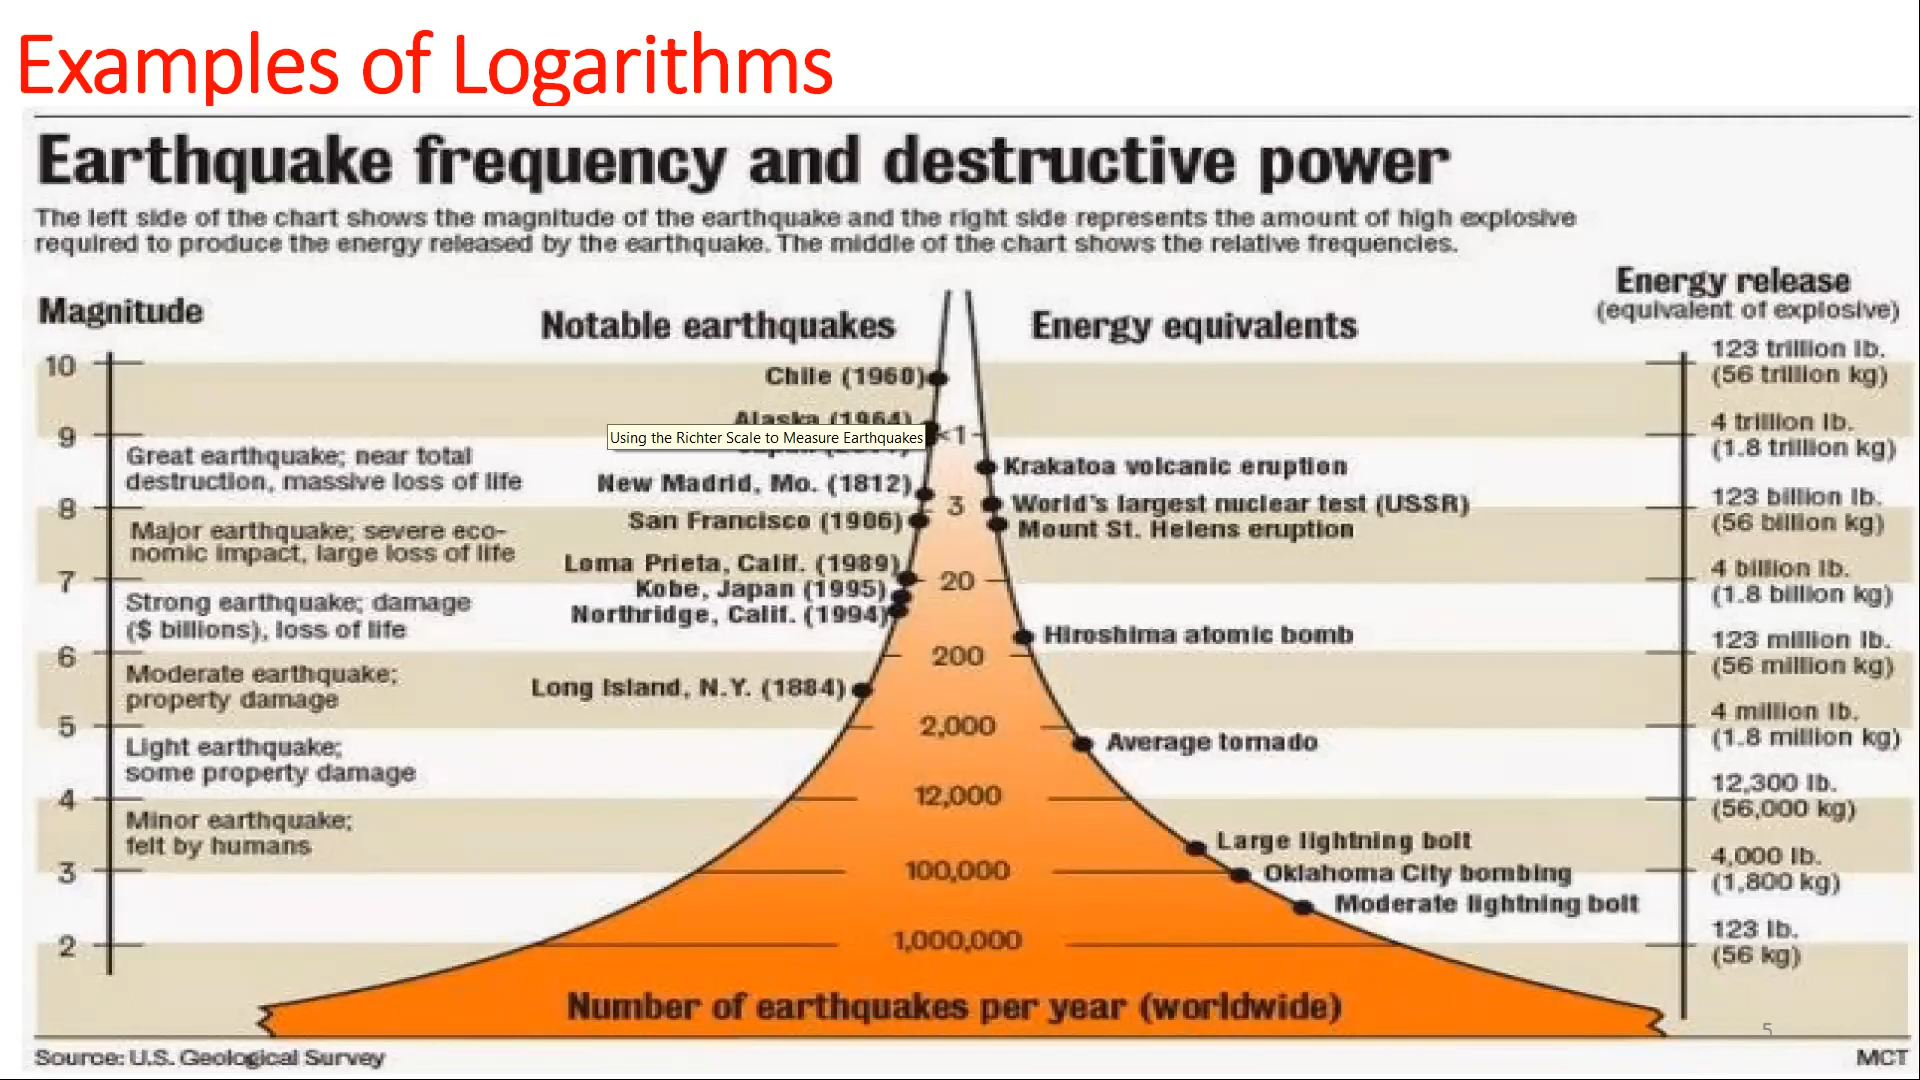 Examples of Logarithms
Earthquake frequency and destructive power
The left side of the chart shows the magnitude of the earthquake and the right side represents the amount of high explosive
required to produce the energy released by the earthquake. The middle of the chart shows the relative frequencies.
Magnitude
Notable earthquakes
Energy equivalents
Energy release
(equivalent of explosive)
10
9
8
7
6
5
4
3
2
Great earthquake; near total
destruction, massive loss of life
Major earthquake; severe eco-
nomic impact, large loss of life
Strong earthquake; damage
($ billions), loss of life
Moderate earthquake;
property damage
Light earthquake;
some property damage
Minor earthquake;
felt by humans
Chile (1960)
Alaska (1964)
Using the Richter Scale to Measure Earthquakes
New Madrid, Mo. (1812)
San Francisco (1906)
Loma Prieta, Calif. (1989)
Kobe, Japan (1995)
Northridge, Calif. (1994)
Long Island, N.Y. (1884)
<1
3
20
200
2,000
12,000
100,000
1,000,000
Number of earthquakes per year (worldwide)
Krakatoa volcanic eruption
World's largest nuclear test (USSR)
Mount St. Helens eruption
Hiroshima atomic bomb
Average tornado
Large lightning bolt
Oklahoma City bombing
Moderate lightning bolt
123 trillion lb.
(56 trillion kg)
4 trillion lb.
(1.8 trillion kg)
123 billion lb.
(56 billion kg)
4 billion lb.
(1.8 billion kg)
123 million lb.
(56 million kg)
4 million lb.
(1.8 million kg)
12,300 lb.
(56,000 kg)
4,000 lb.
(1,800 kg)
123 lb.
(56 kg)
5
Source: U.S. Geological Survey
MCT